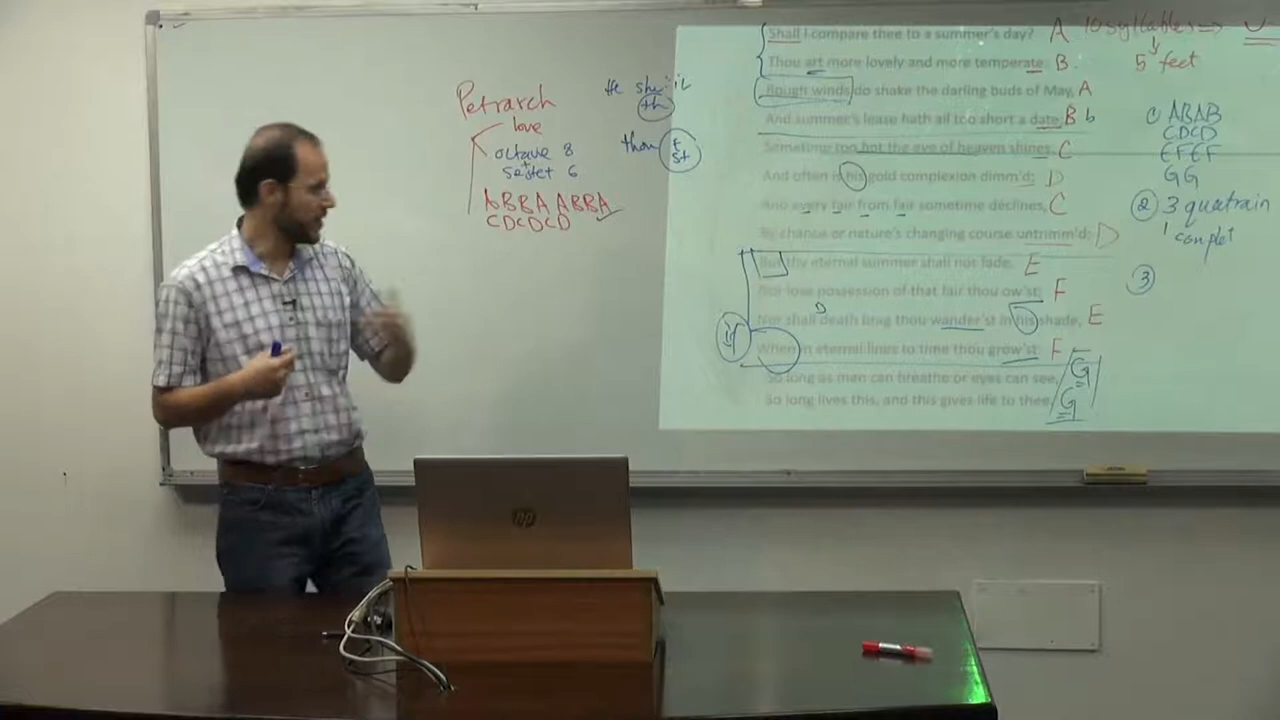 Petrarch
love
octave 8
+
sestet 6
ABBA ABBA
CDCDCD
He she it
th
thou t
st
Shall I compare thee to a summer's day? A
Thou art more lovely and more temperate: B
Rough winds do shake the darling buds of May, A
And summer's lease hath all too short a date; B b
Sometime too hot the eye of heaven shines, C
And often is his gold complexion dimm'd; D
And every fair from fair sometime declines, C
By chance or nature's changing course untrimm'd; D
But thy eternal summer shall not fade, E
Nor lose possession of that fair thou ow'st; F
Nor shall death brag thou wander'st in his shade, E
When in eternal lines to time thou grow'st: F
So long as men can breathe or eyes can see, G
So long lives this, and this gives life to thee. G
10 syllables ⇒ U
5 feet
1 ABAB
CDCD
EFEF
GG
2 3 quatrain
1 couplet
3
hp